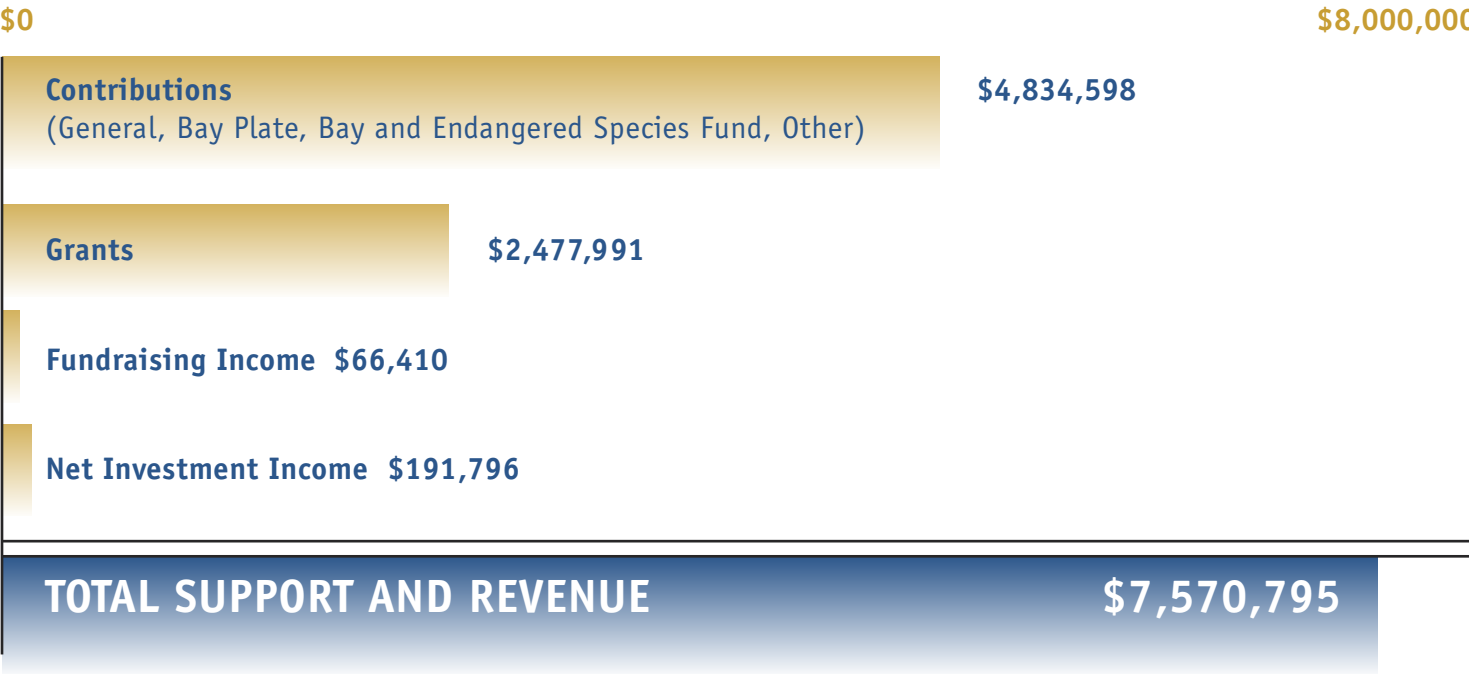 $0 $8,000,000
Contributions $4,834,598
(General, Bay Plate, Bay and Endangered Species Fund, Other)
Grants $2,477,991
Fundraising Income $66,410
Net Investment Income $191,796
TOTAL SUPPORT AND REVENUE $7,570,795